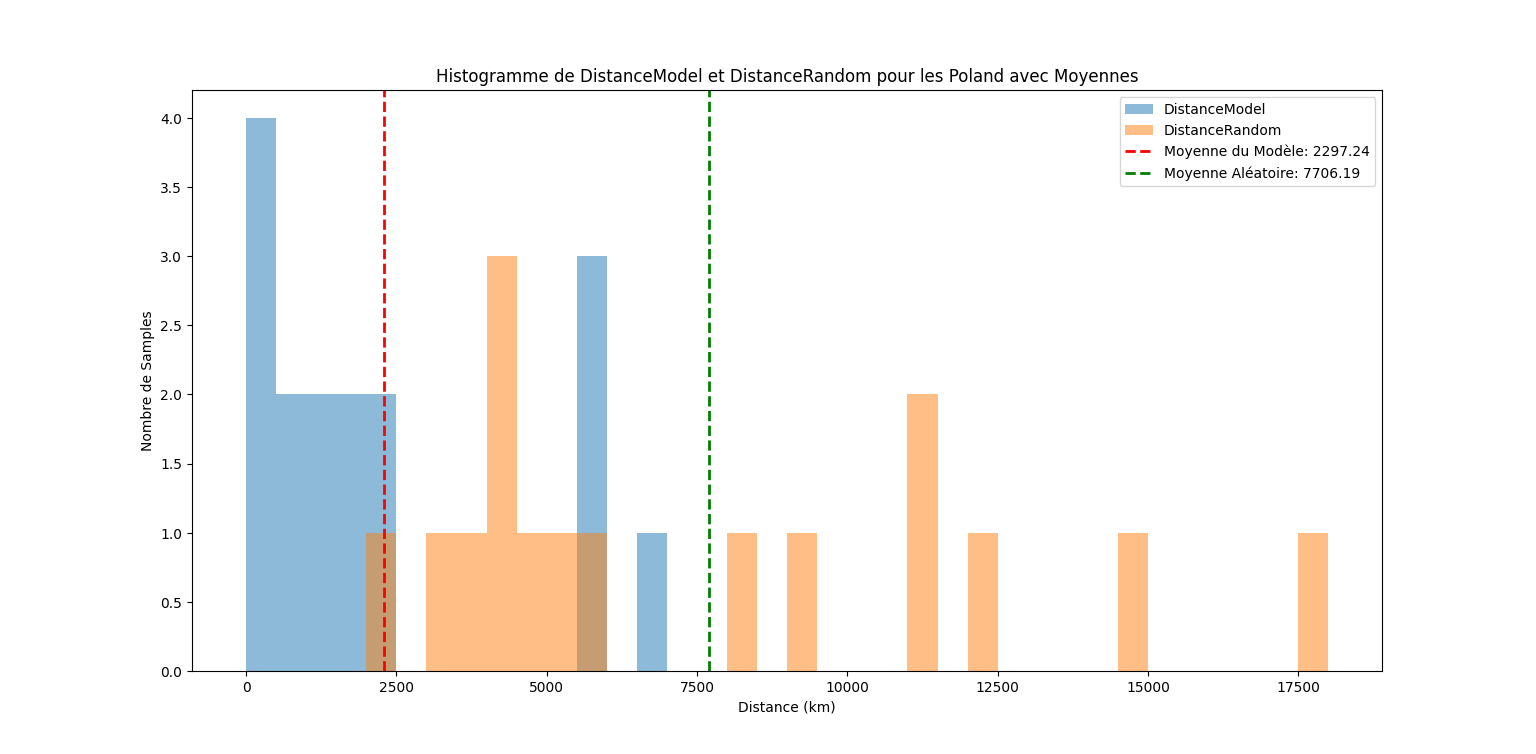 Histogramme de DistanceModel et DistanceRandom pour les Poland avec Moyennes
DistanceModel
DistanceRandom
Moyenne du Modèle: 2297.24
Moyenne Aléatoire: 7706.19
Nombre de Samples
4.0
3.5
3.0
2.5
2.0
1.5
1.0
0.5
0.0
0 2500 5000 7500 10000 12500 15000 17500
Distance (km)